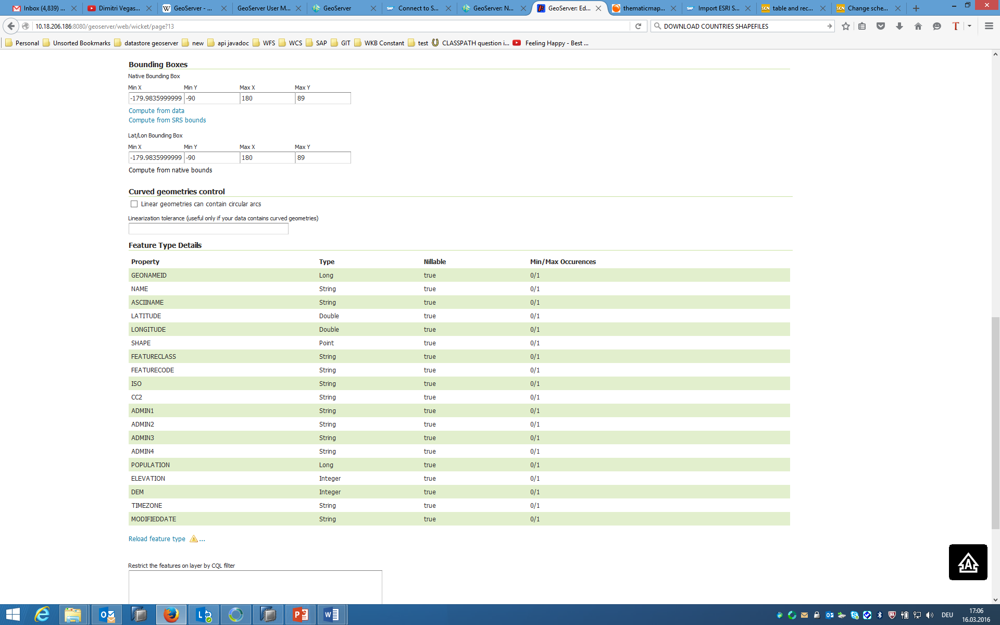 Inbox (4,839) ... Dimitri Vegas... GeoServer - ... GeoServer User M... GeoServer Connect to S... GeoServer: N... GeoServer: Ed... thematicmap... Import ESRI S... table and rec... Change sche...
10.18.206.186:8080/geoserver/web/wicket/page?13 DOWNLOAD COUNTRIES SHAPEFILES
Personal Unsorted Bookmarks datastore geoserver new api javadoc WFS WCS SAP GIT WKB Constant test CLASSPATH question i... Feeling Happy - Best ...
Bounding Boxes
Native Bounding Box
Min X Min Y Max X Max Y
-179.9835999999 -90 180 89
Compute from data
Compute from SRS bounds
Lat/Lon Bounding Box
Min X Min Y Max X Max Y
-179.9835999999 -90 180 89
Compute from native bounds
Curved geometries control
Linear geometries can contain circular arcs
Linearization tolerance (useful only if your data contains curved geometries)
Feature Type Details
Property Type Nillable Min/Max Occurences
GEONAMEID Long true 0/1
NAME String true 0/1
ASCIINAME String true 0/1
LATITUDE Double true 0/1
LONGITUDE Double true 0/1
SHAPE Point true 0/1
FEATURECLASS String true 0/1
FEATURECODE String true 0/1
ISO String true 0/1
CC2 String true 0/1
ADMIN1 String true 0/1
ADMIN2 String true 0/1
ADMIN3 String true 0/1
ADMIN4 String true 0/1
POPULATION Long true 0/1
ELEVATION Integer true 0/1
DEM Integer true 0/1
TIMEZONE String true 0/1
MODIFIEDDATE String true 0/1
Reload feature type ...
Restrict the features on layer by CQL filter
DEU 17:06
16.03.2016